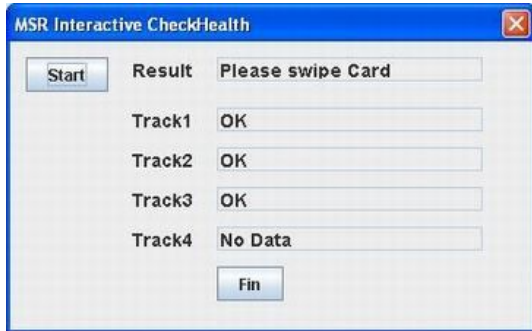 MSR Interactive CheckHealth
Start Result Please swipe Card
Track1 OK
Track2 OK
Track3 OK
Track4 No Data
Fin